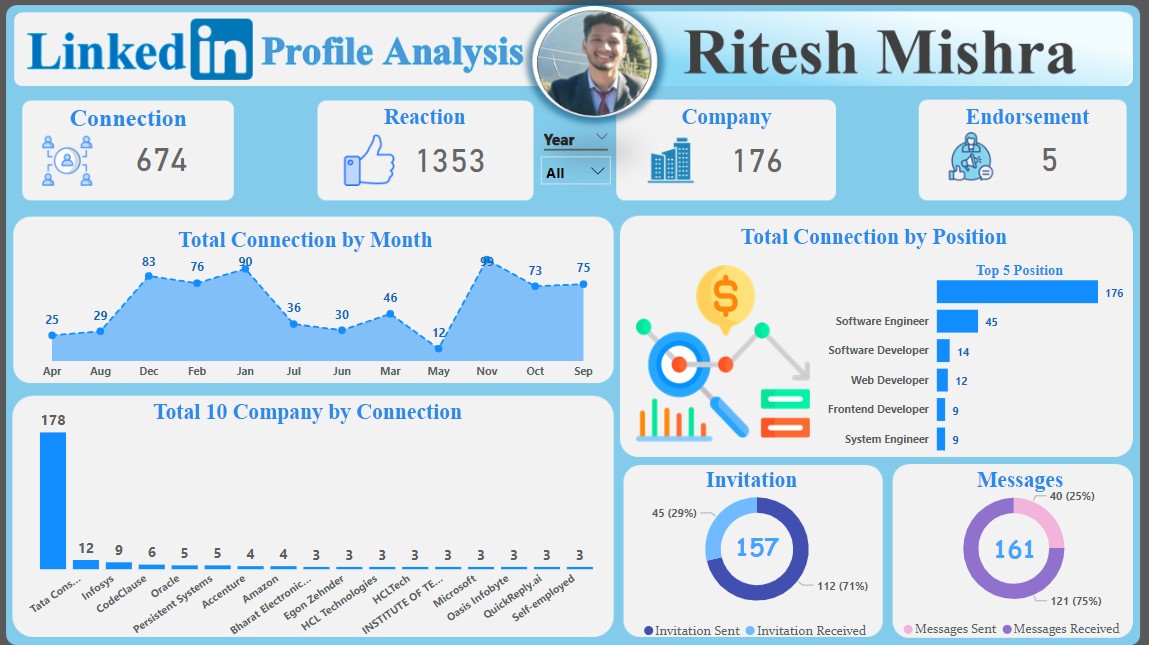 Linked in Profile Analysis
Ritesh Mishra
Connection
674
Reaction
1353
Year
All
Company
176
Endorsement
5
Total Connection by Month
25
29
83
76
90
36
30
46
12
99
73
75
Apr Aug Dec Feb Jan Jul Jun Mar May Nov Oct Sep
Total Connection by Position
Top 5 Position
176
Software Engineer 45
Software Developer 14
Web Developer 12
Frontend Developer 9
System Engineer 9
Total 10 Company by Connection
178 12 9 6 5 5 4 4 3 3 3 3 3 3 3 3 3
Tata Cons...
Infosys
CodeClause
Oracle
Persistent Systems
Accenture
Amazon
Bharat Electronic...
Egon Zehnder
HCL Technologies
HCLTech
INSTITUTE OF TE...
Microsoft
Oasis Infobyte
QuickReply.ai
Self-employed
Invitation
45 (29%)
157
112 (71%)
Invitation Sent Invitation Received
Messages
40 (25%)
161
121 (75%)
Messages Sent Messages Received